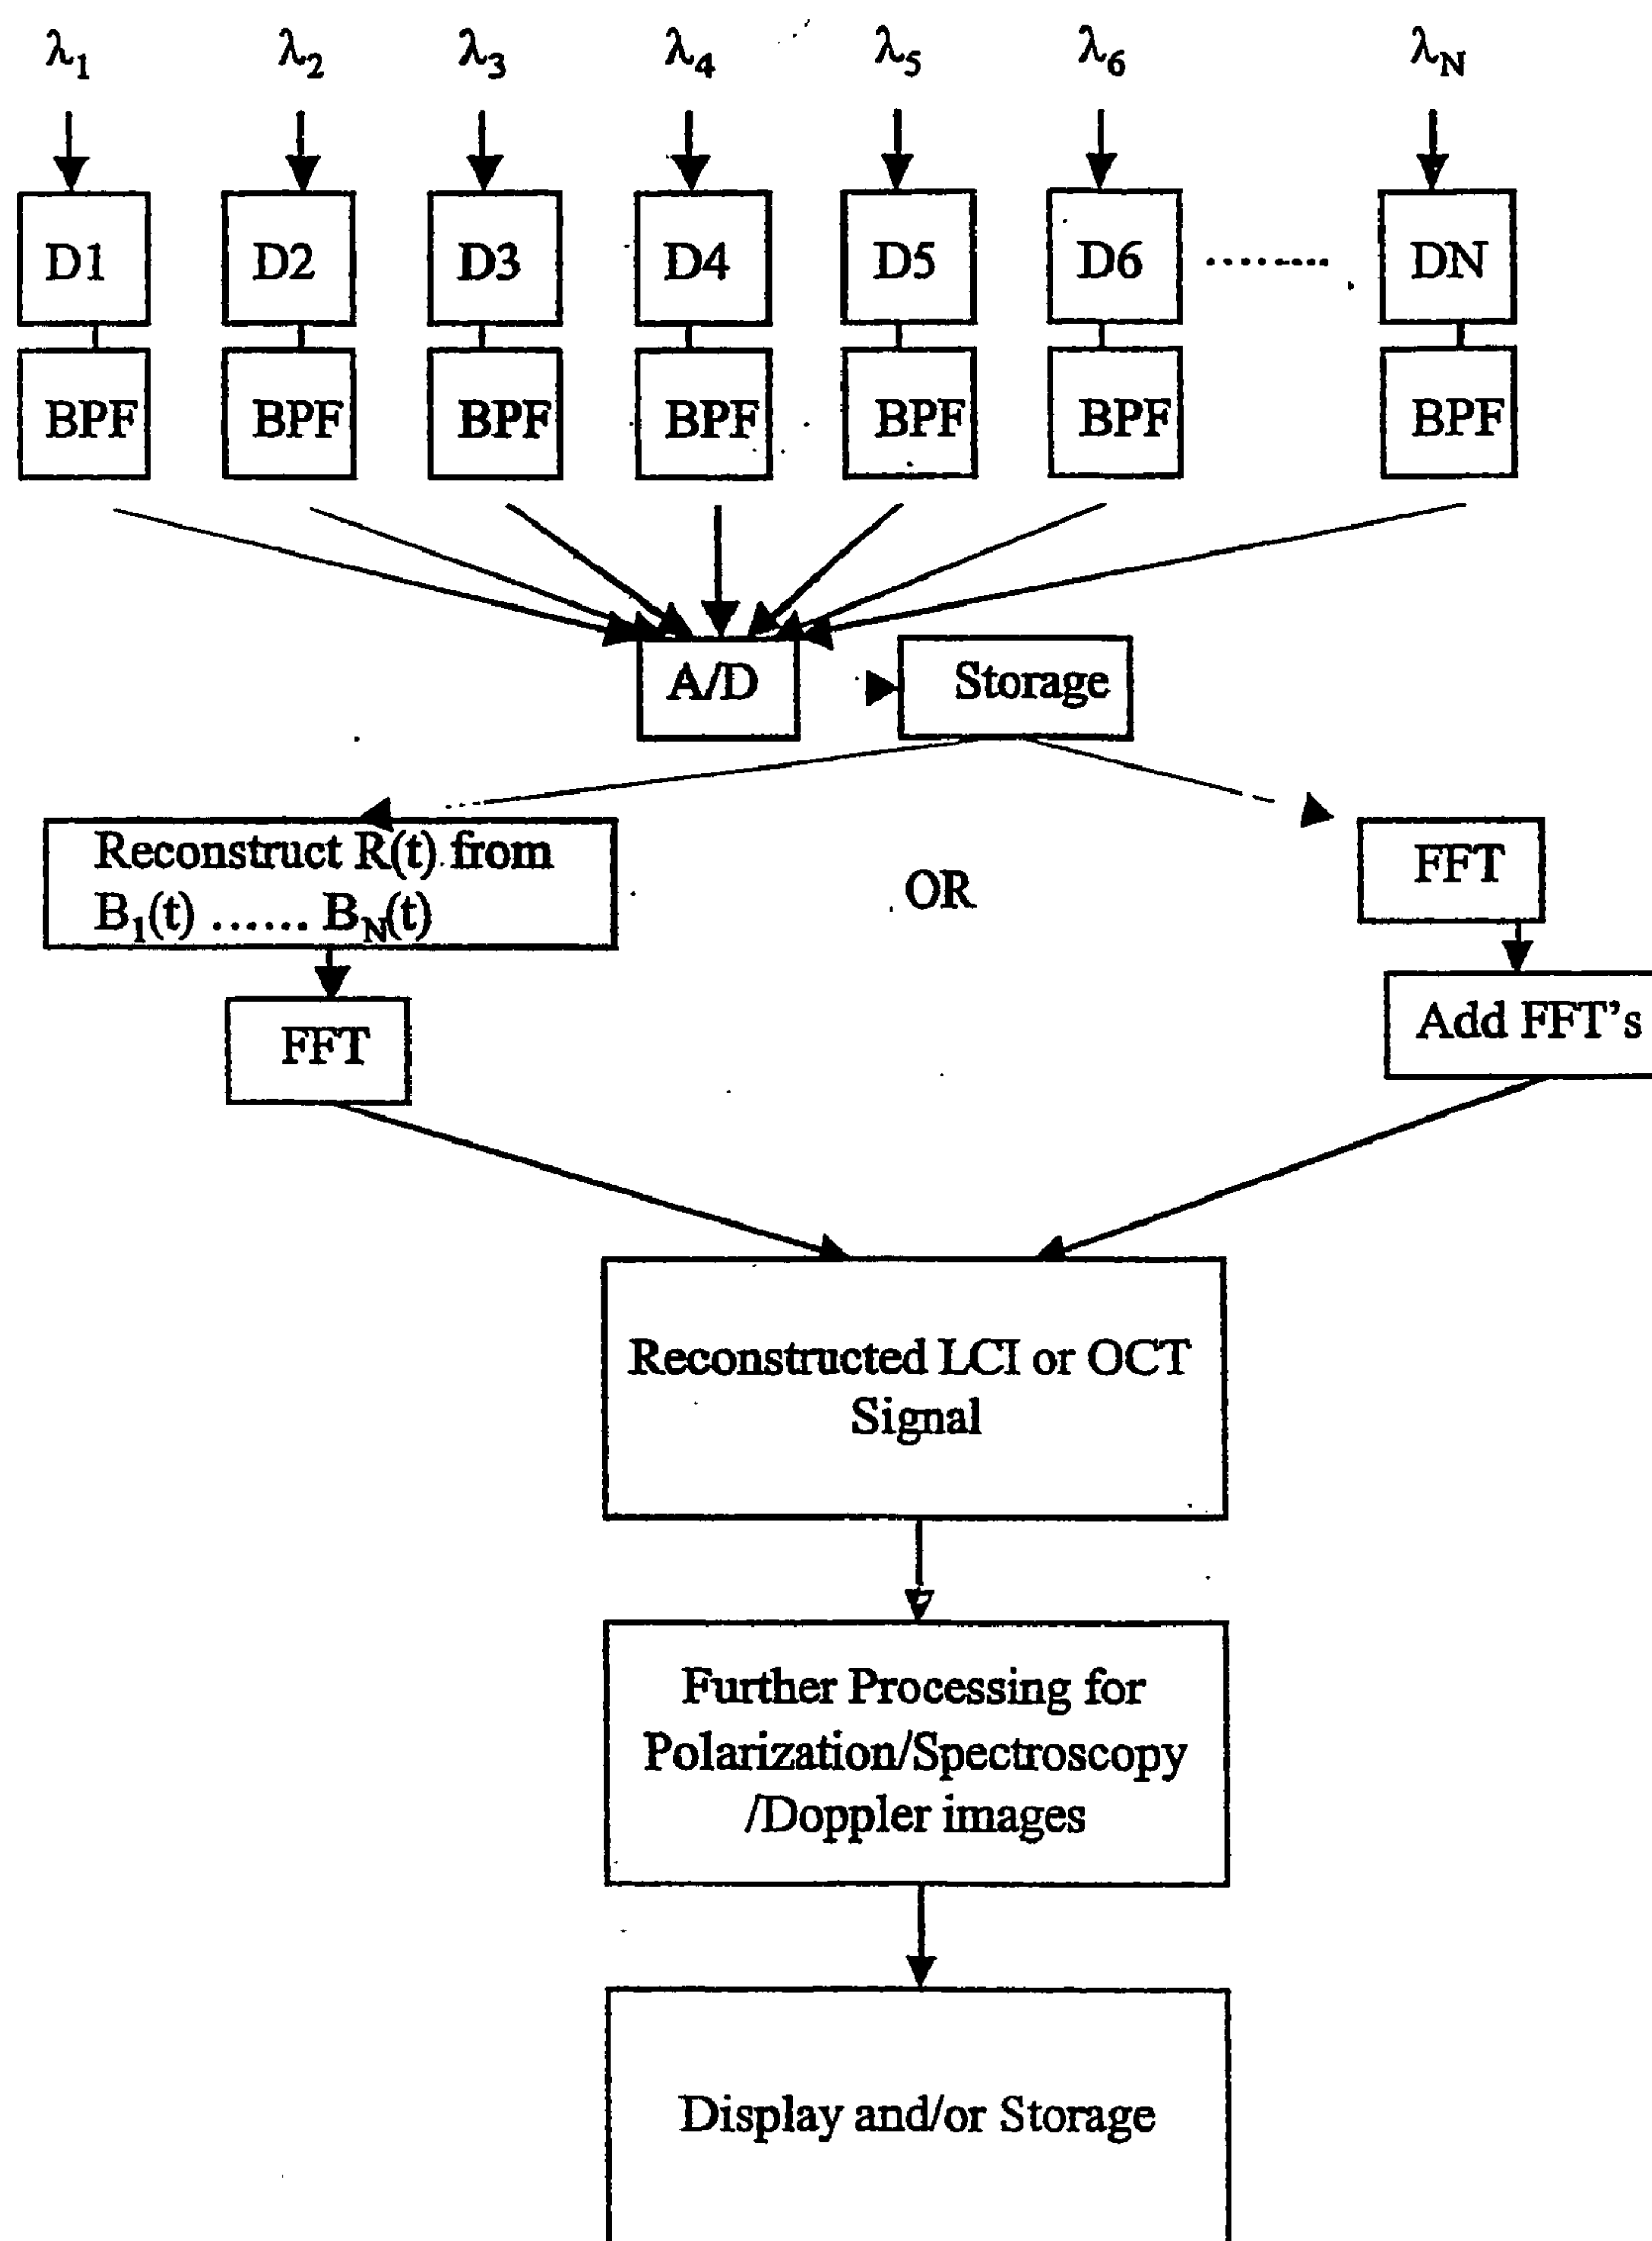 λ1 λ2 λ3 λ4 λ5 λ6 λN
D1 D2 D3 D4 D5 D6 ........ DN
BPF BPF BPF BPF BPF BPF BPF
A/D Storage
Reconstruct R(t) from
B1(t) ...... BN(t)
OR
FFT
FFT
Add FFT's
Reconstructed LCI or OCT
Signal
Further Processing for
Polarization/Spectroscopy
/Doppler images
Display and/or Storage